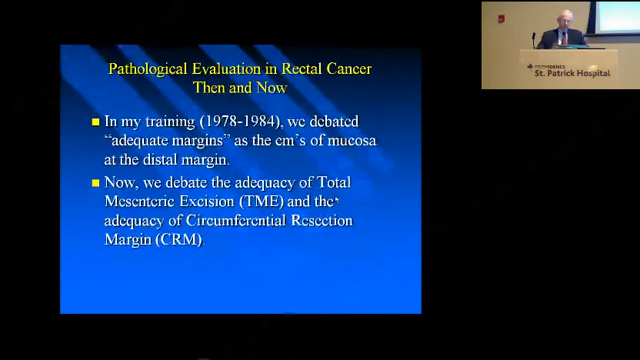 Pathological Evaluation in Rectal Cancer
Then and Now
In my training (1978-1984), we debated
“adequate margins” as the cm’s of mucosa
at the distal margin.
Now, we debate the adequacy of Total
Mesenteric Excision (TME) and the
adequacy of Circumferential Resection
Margin (CRM).
PROVIDENCE
St. Patrick Hospital